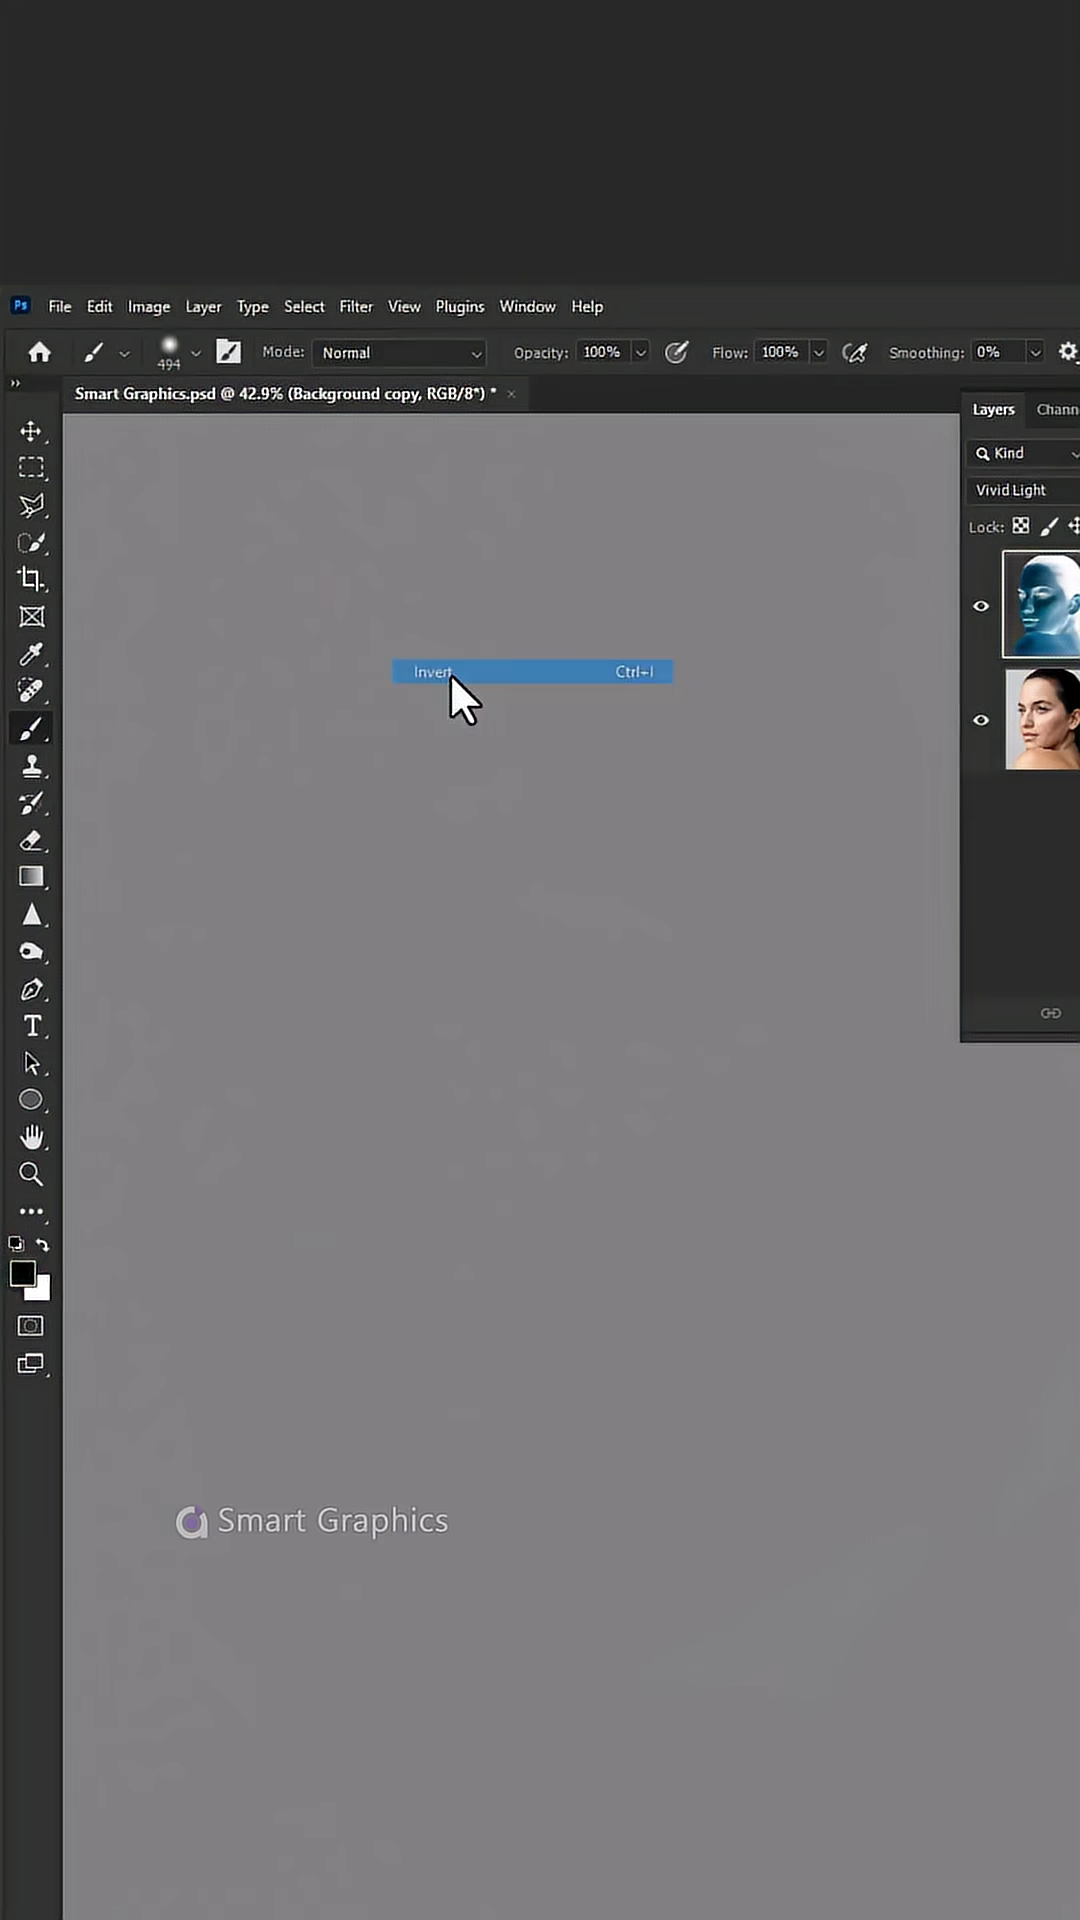 Ps File Edit Image Layer Type Select Filter View Plugins Window Help
494 Mode: Normal Opacity: 100% Flow: 100% Smoothing: 0%
Smart Graphics.psd @ 42.9% (Background copy, RGB/8*) * ×
Layers Chann
Kind
Vivid Light
Lock:
Invert Ctrl+I
Smart Graphics